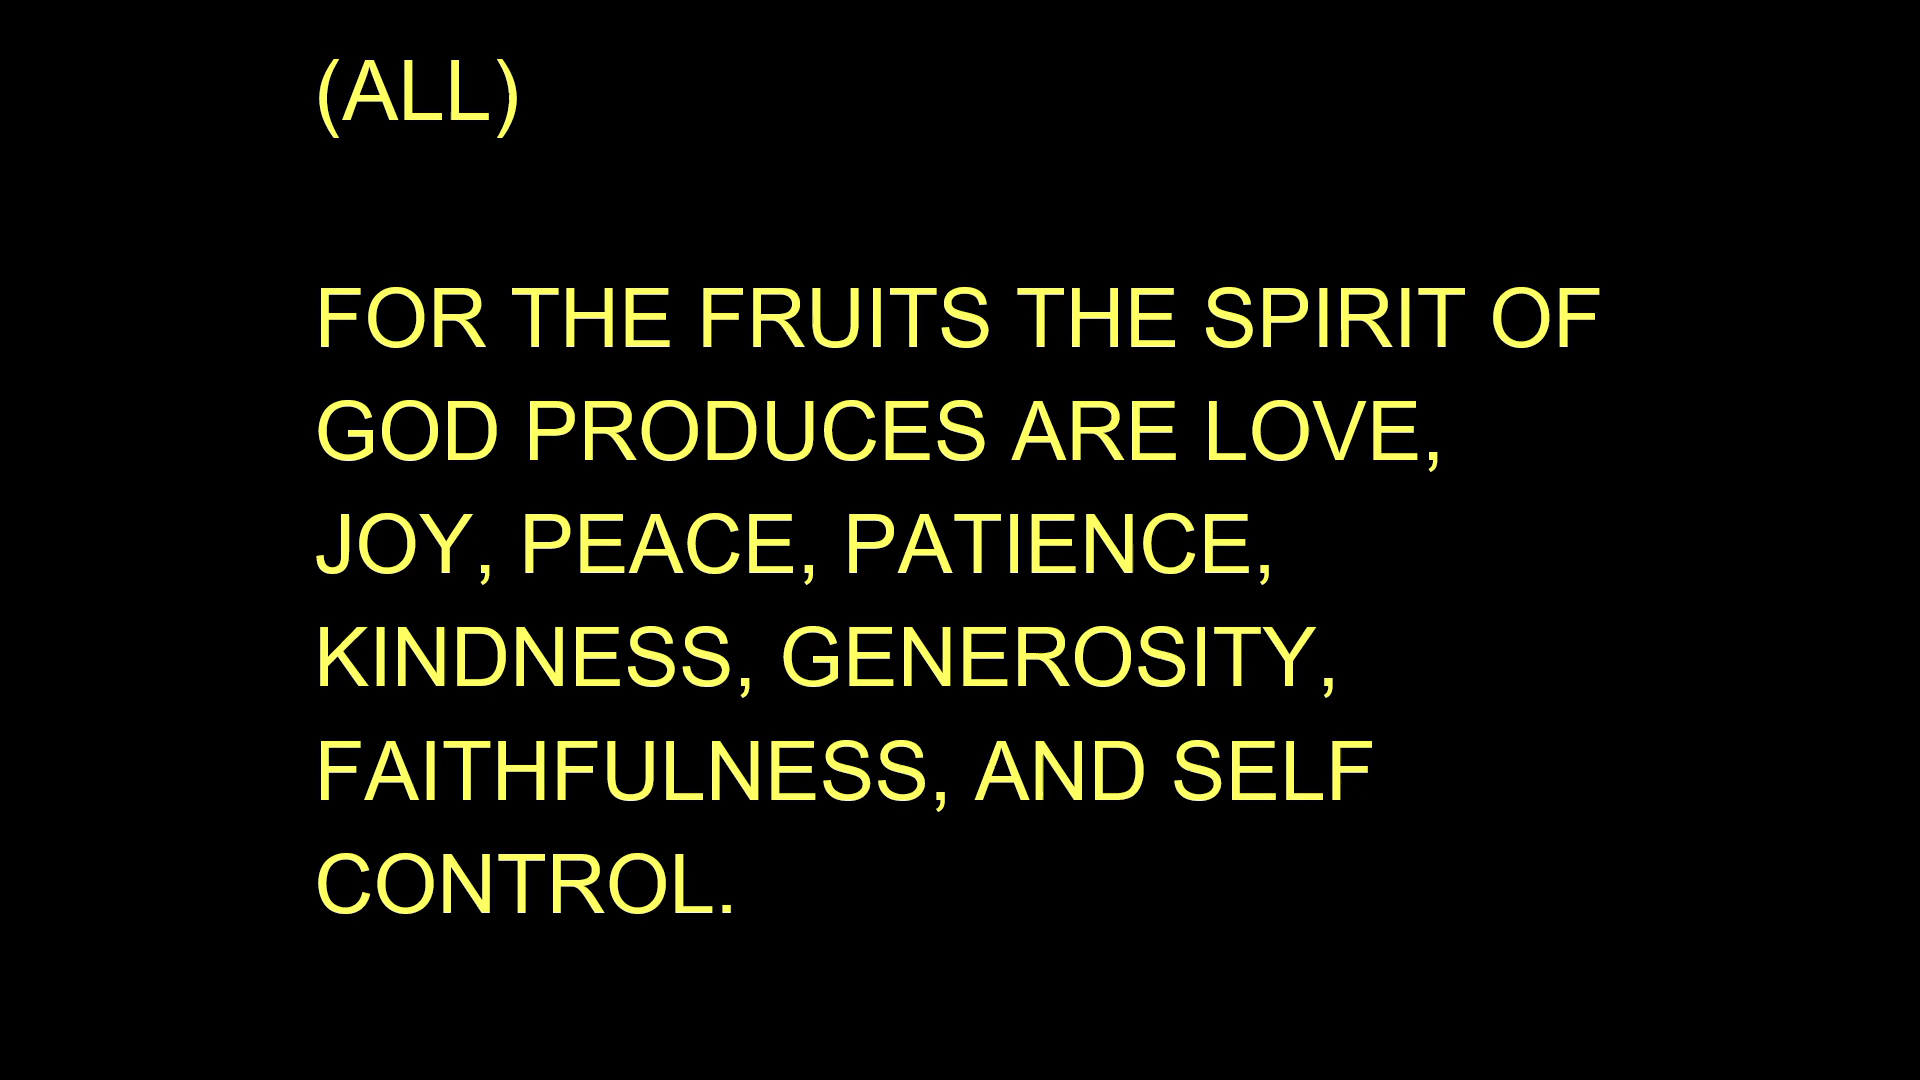 (ALL)
FOR THE FRUITS THE SPIRIT OF
GOD PRODUCES ARE LOVE,
JOY, PEACE, PATIENCE,
KINDNESS, GENEROSITY,
FAITHFULNESS, AND SELF
CONTROL.